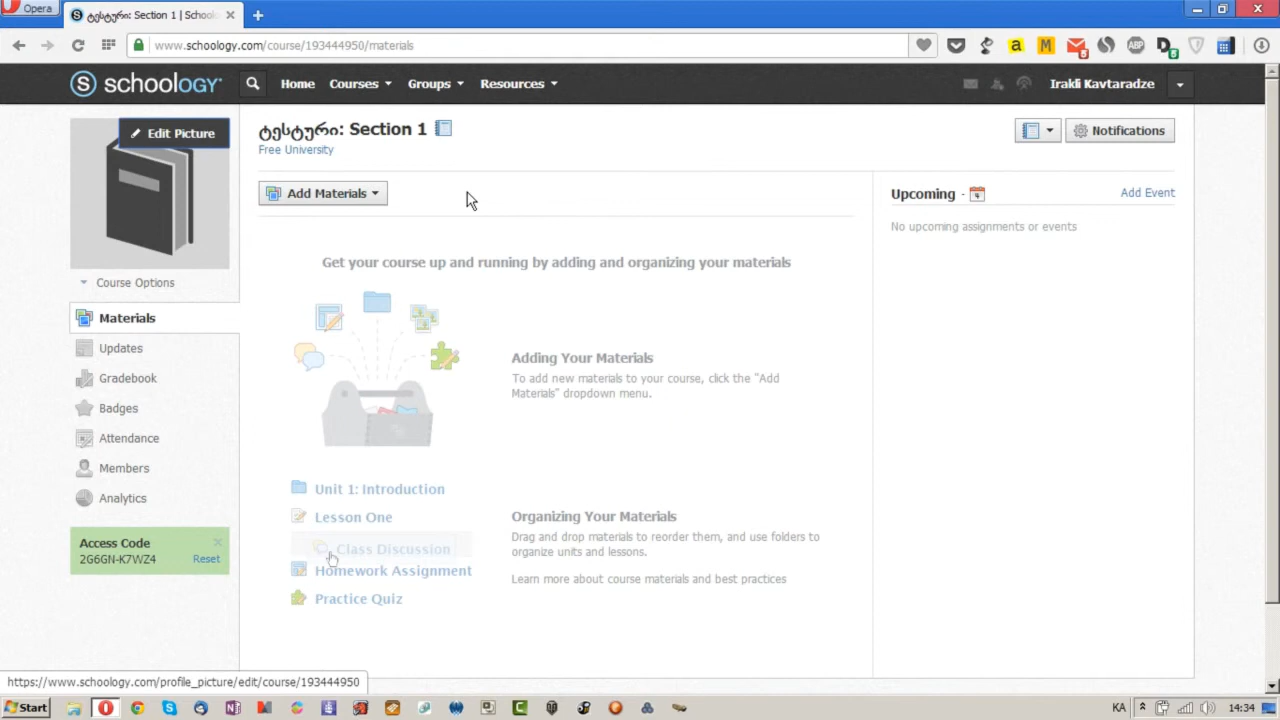 Opera
ტესტური: Section 1 | Schoolo
www.schoology.com/course/193444950/materials
schoology
Home
Courses
Groups
Resources
Irakli Kavtaradze
Edit Picture
ტესტური: Section 1
Free University
Notifications
Add Materials
Upcoming -
Add Event
No upcoming assignments or events
Get your course up and running by adding and organizing your materials
Course Options
Materials
Updates
Gradebook
Badges
Attendance
Members
Analytics
Access Code
2G6GN-K7WZ4
Reset
Adding Your Materials
To add new materials to your course, click the "Add
Materials" dropdown menu.
Unit 1: Introduction
Lesson One
Class Discussion
Homework Assignment
Practice Quiz
Organizing Your Materials
Drag and drop materials to reorder them, and use folders to
organize units and lessons.
Learn more about course materials and best practices
https://www.schoology.com/profile_picture/edit/course/193444950
Start
KA
14:34